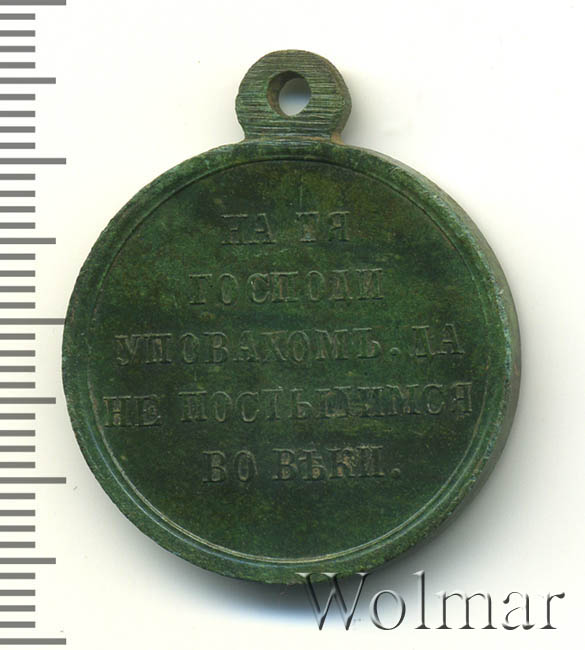 НА ТЯ
ГОСПОДИ
УПОВАХОМЪ. ДА
НЕ ПОСТЫДИМСЯ
ВО ВѢКИ.
Wolmar